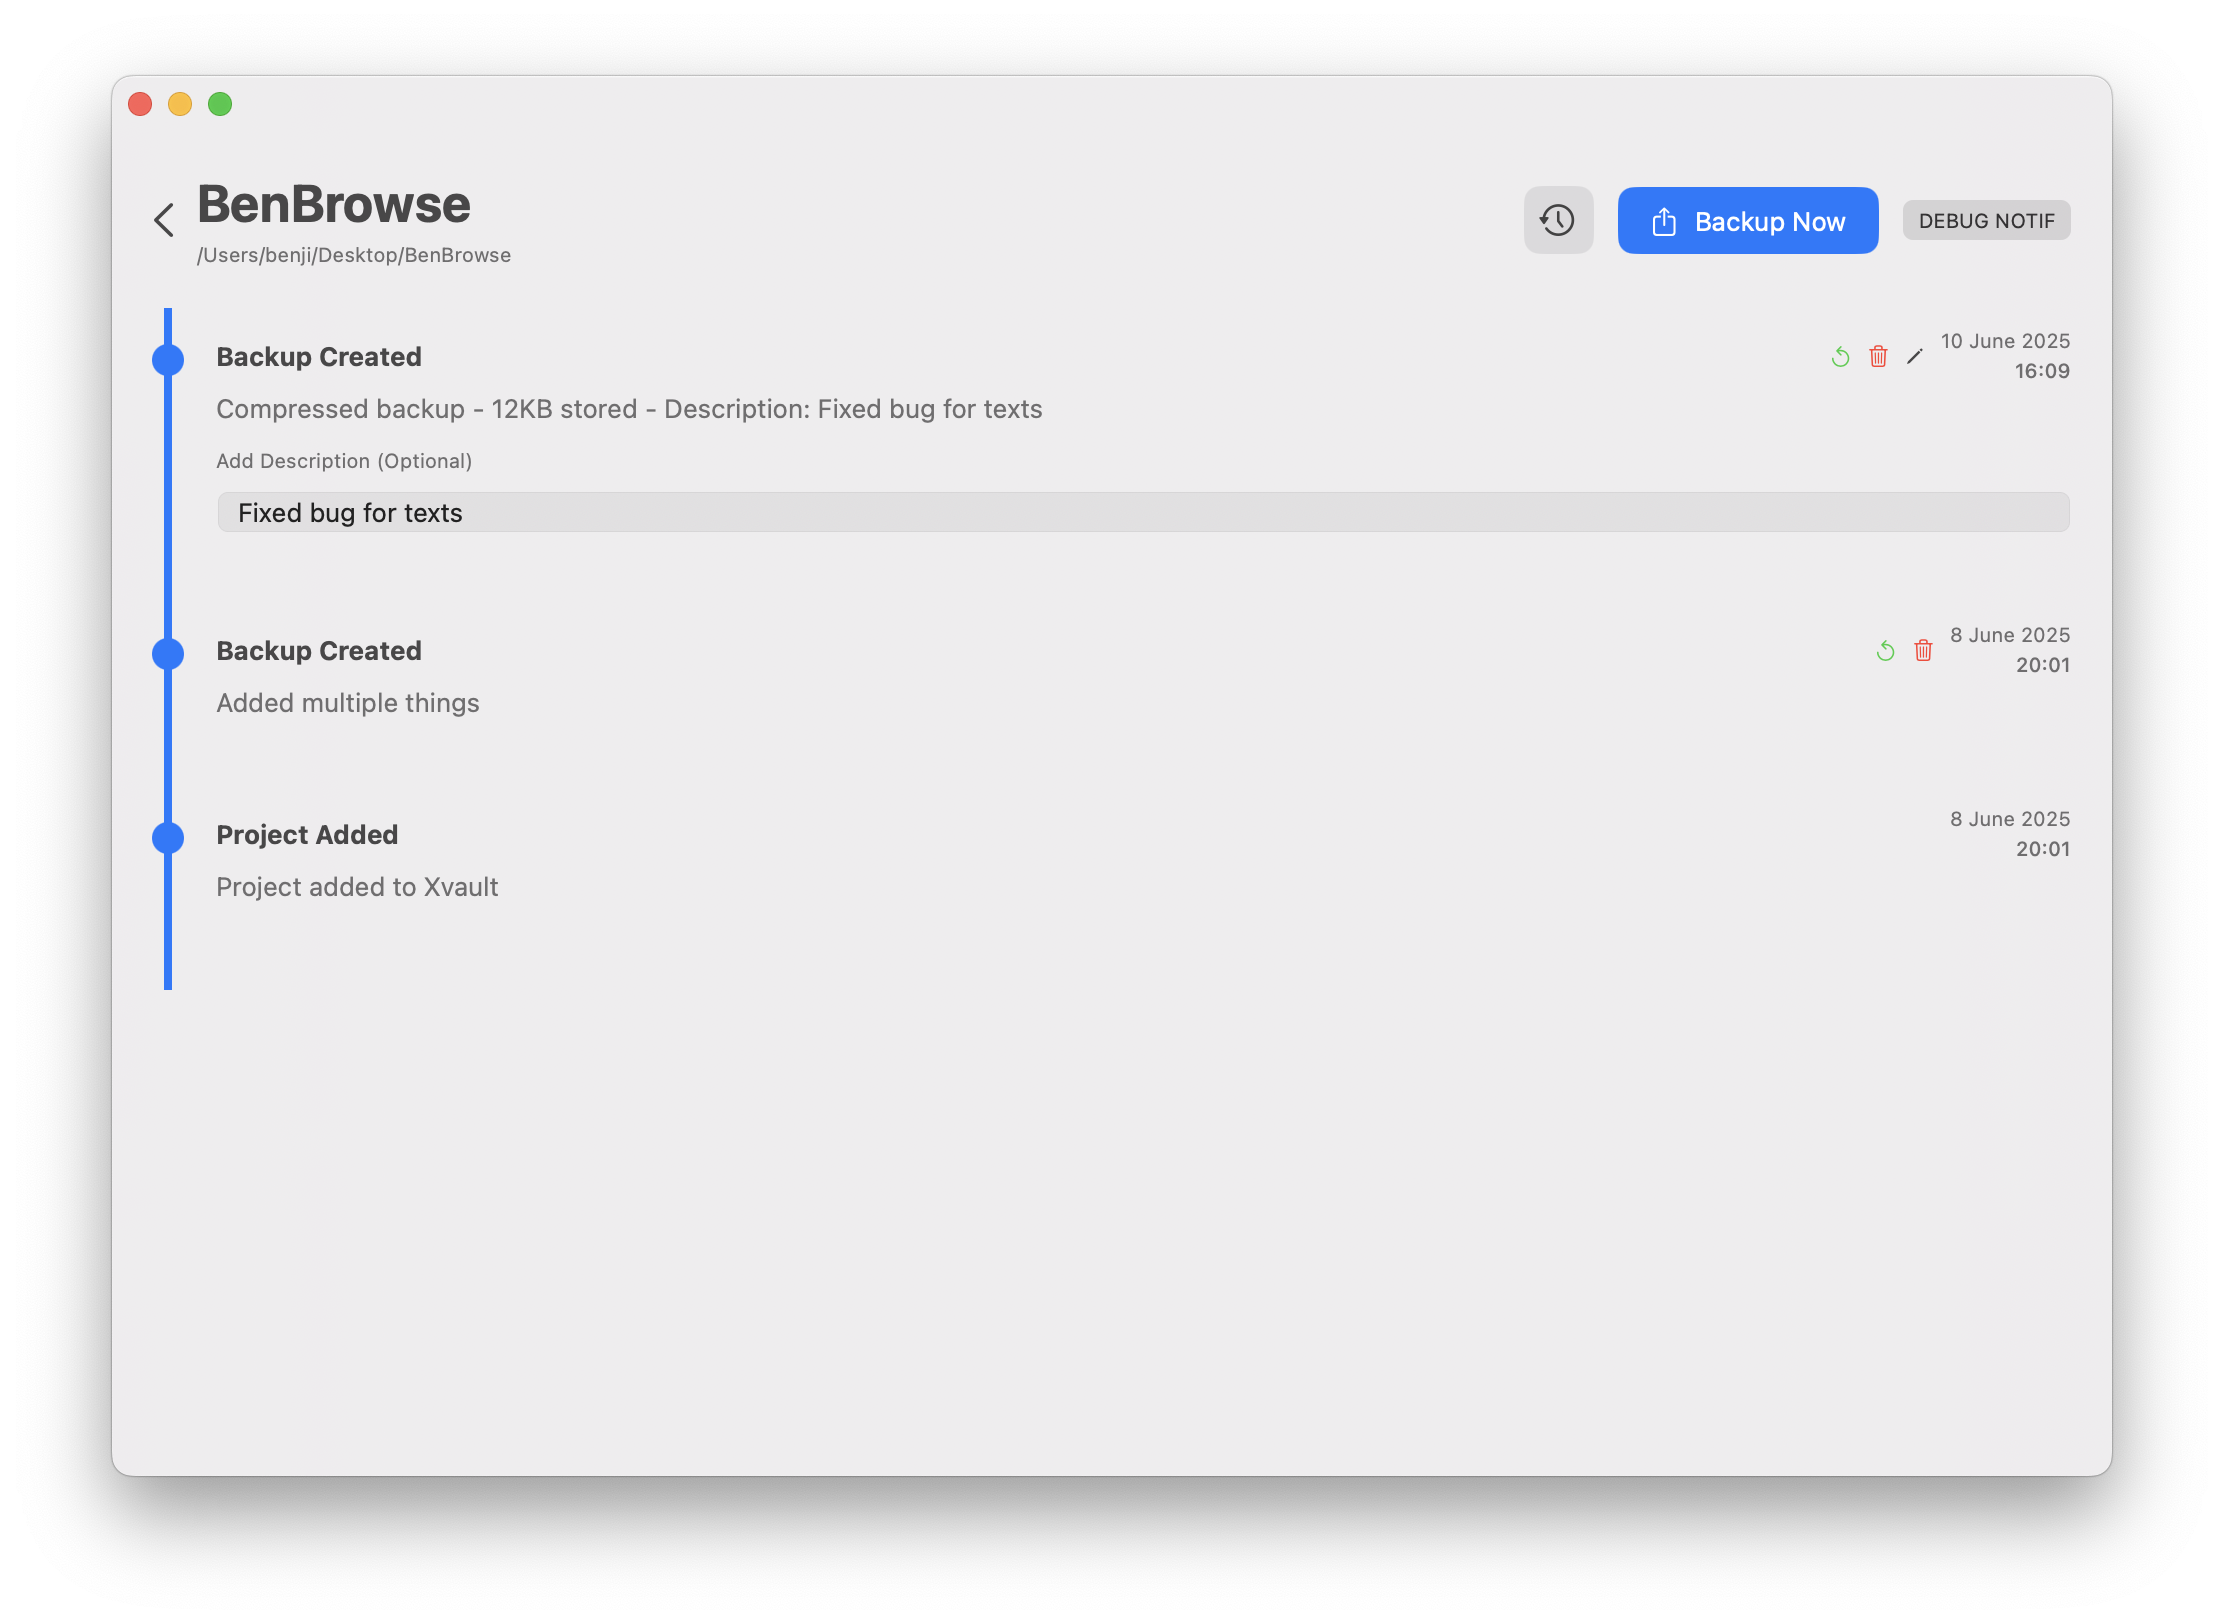 BenBrowse
/Users/benji/Desktop/BenBrowse
Backup Now
DEBUG NOTIF
Backup Created
10 June 2025
16:09
Compressed backup - 12KB stored - Description: Fixed bug for texts
Add Description (Optional)
Fixed bug for texts
Backup Created
8 June 2025
20:01
Added multiple things
Project Added
8 June 2025
20:01
Project added to Xvault